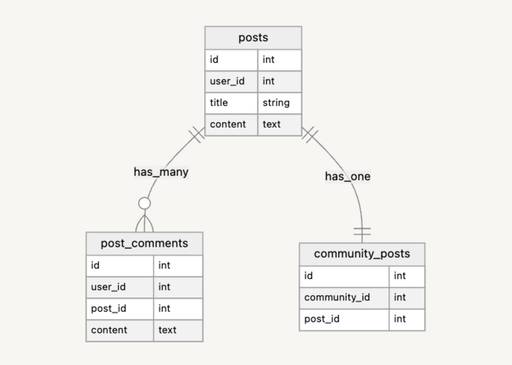 posts
id int
user_id int
title string
content text
has_many
has_one
post_comments
id int
user_id int
post_id int
content text
community_posts
id int
community_id int
post_id int